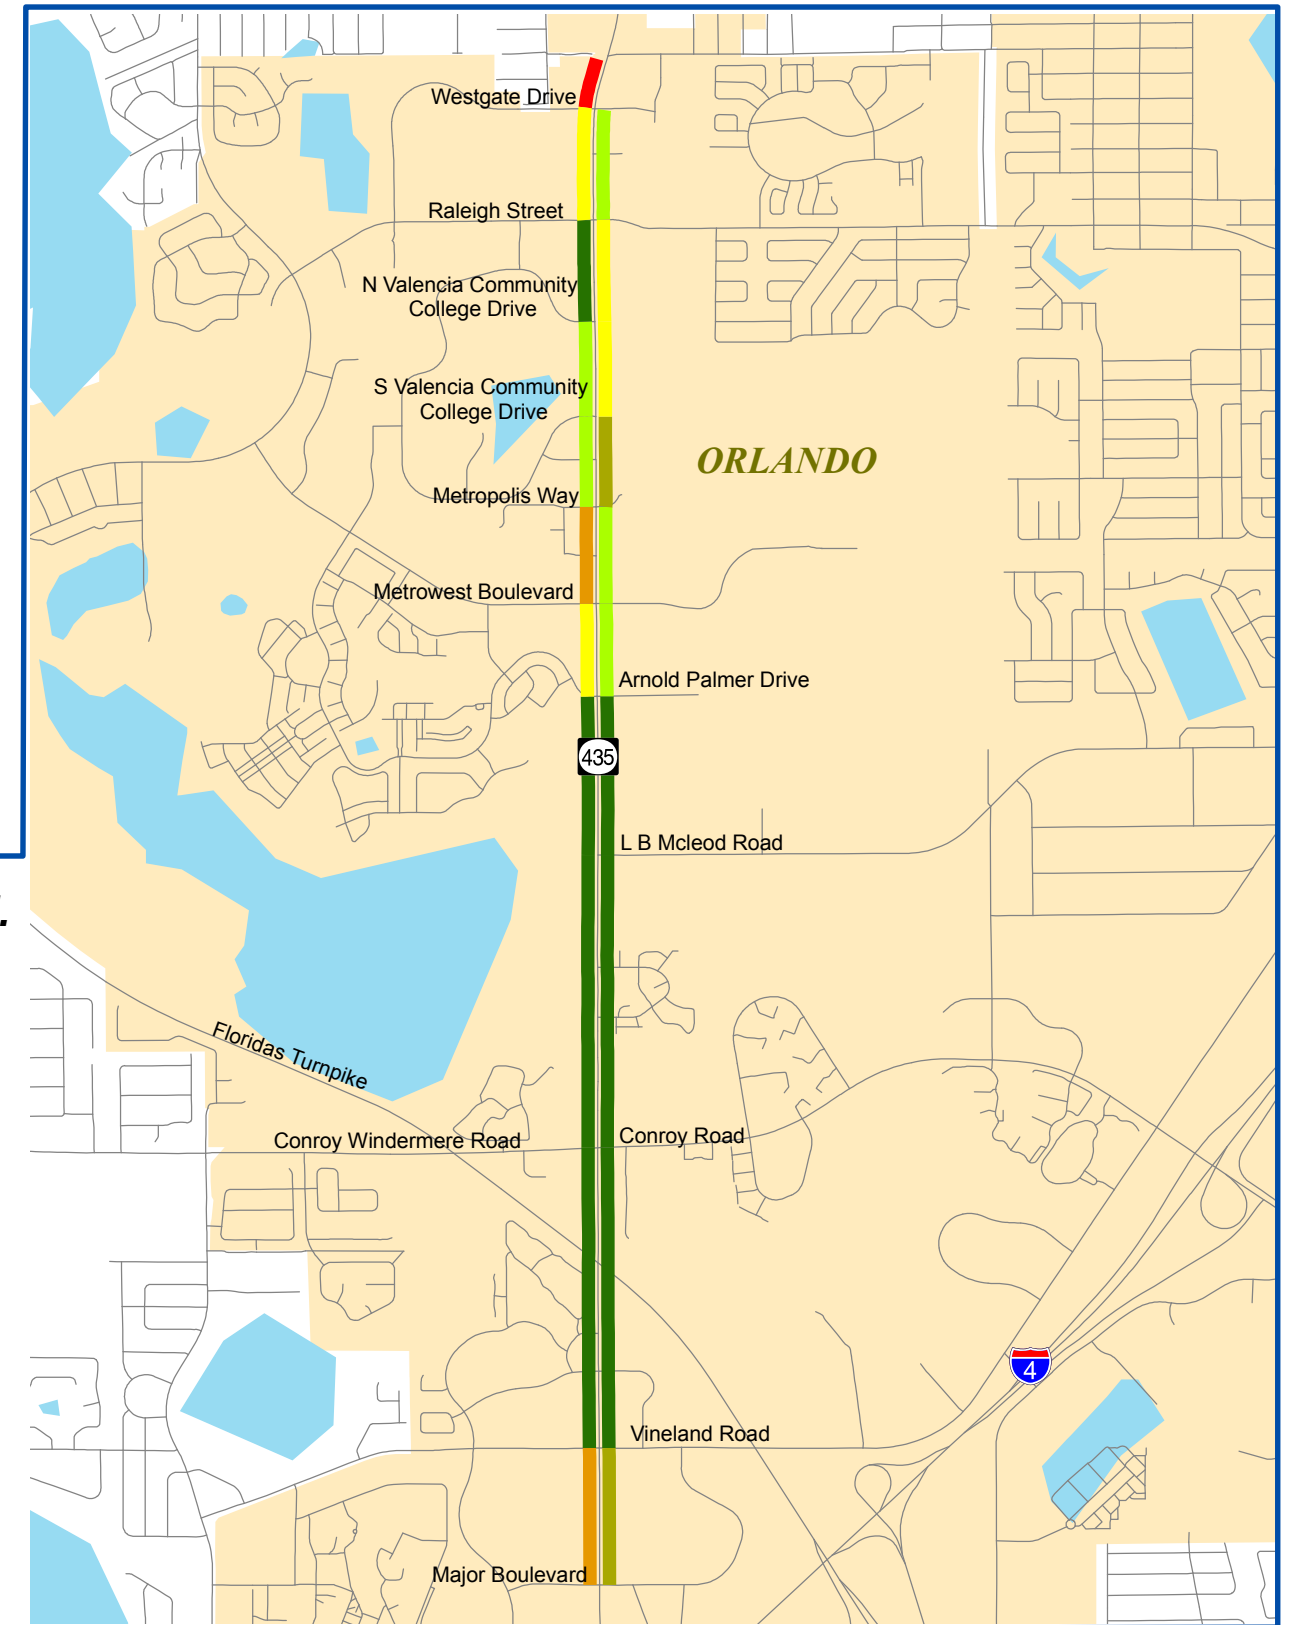 Westgate Drive
Raleigh Street
N Valencia Community
College Drive
S Valencia Community
College Drive
ORLANDO
Metropolis Way
Metrowest Boulevard
Arnold Palmer Drive
435
L B Mcleod Road
.
Floridas Turnpike
Conroy Windermere Road
Conroy Road
4
Vineland Road
Major Boulevard